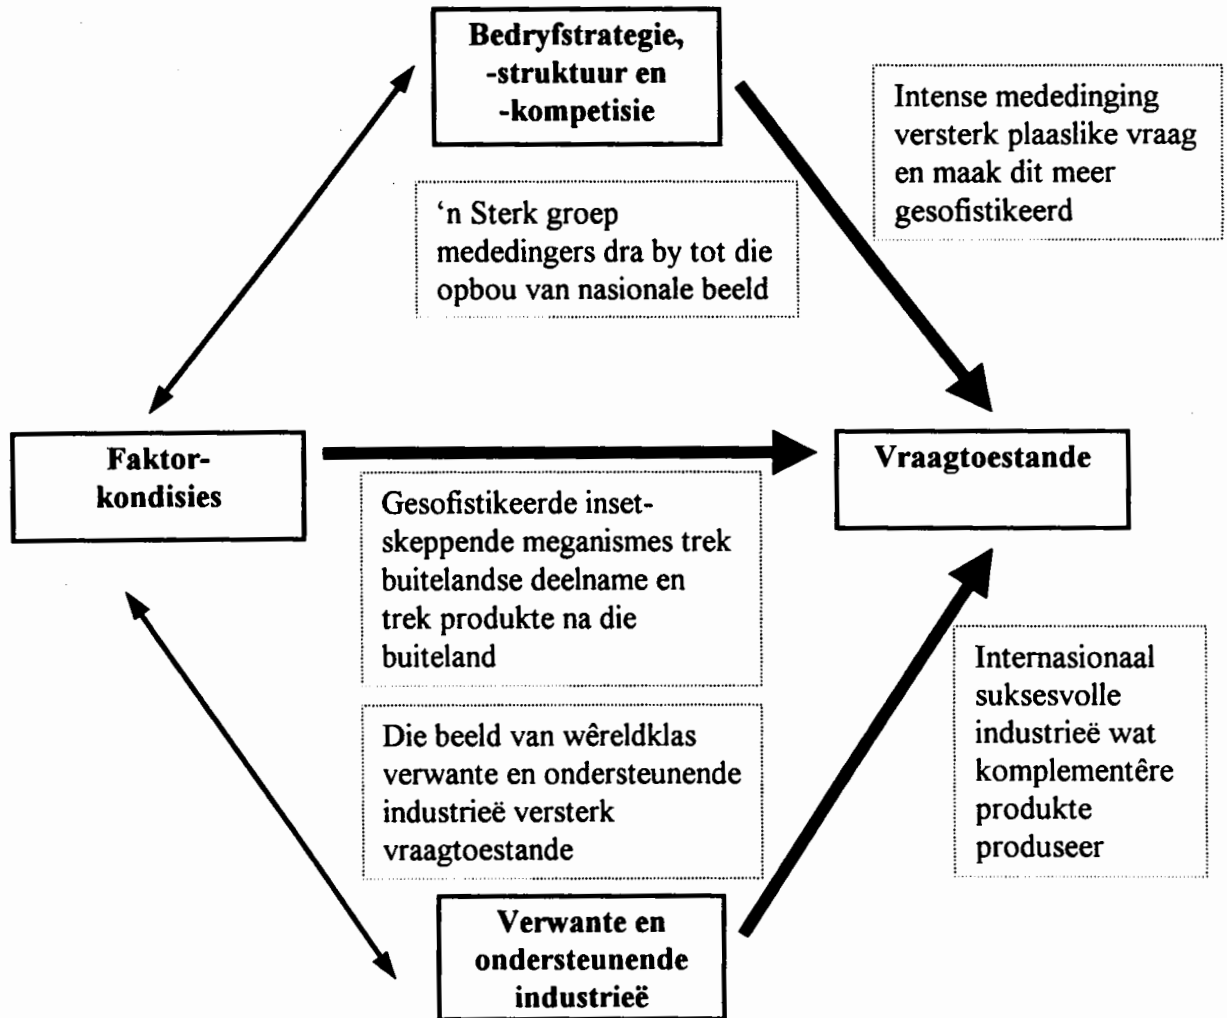 Bedryfstrategie,
-struktuur en
-kompetisie
Intense mededinging
versterk plaaslike vraag
en maak dit meer
gesofistikeerd
‘n Sterk groep
mededingers dra by tot die
opbou van nasionale beeld
Faktor-
kondisies
Vraagtoestande
Gesofistikeerde inset-
skeppende meganismes trek
buitelandse deelname en
trek produkte na die
buiteland
Die beeld van wêreldklas
verwante en ondersteunende
industrieë versterk
vraagtoestande
Internasionaal
suksesvolle
industrieë wat
komplementêre
produkte
produseer
Verwante en
ondersteunende
industrieë